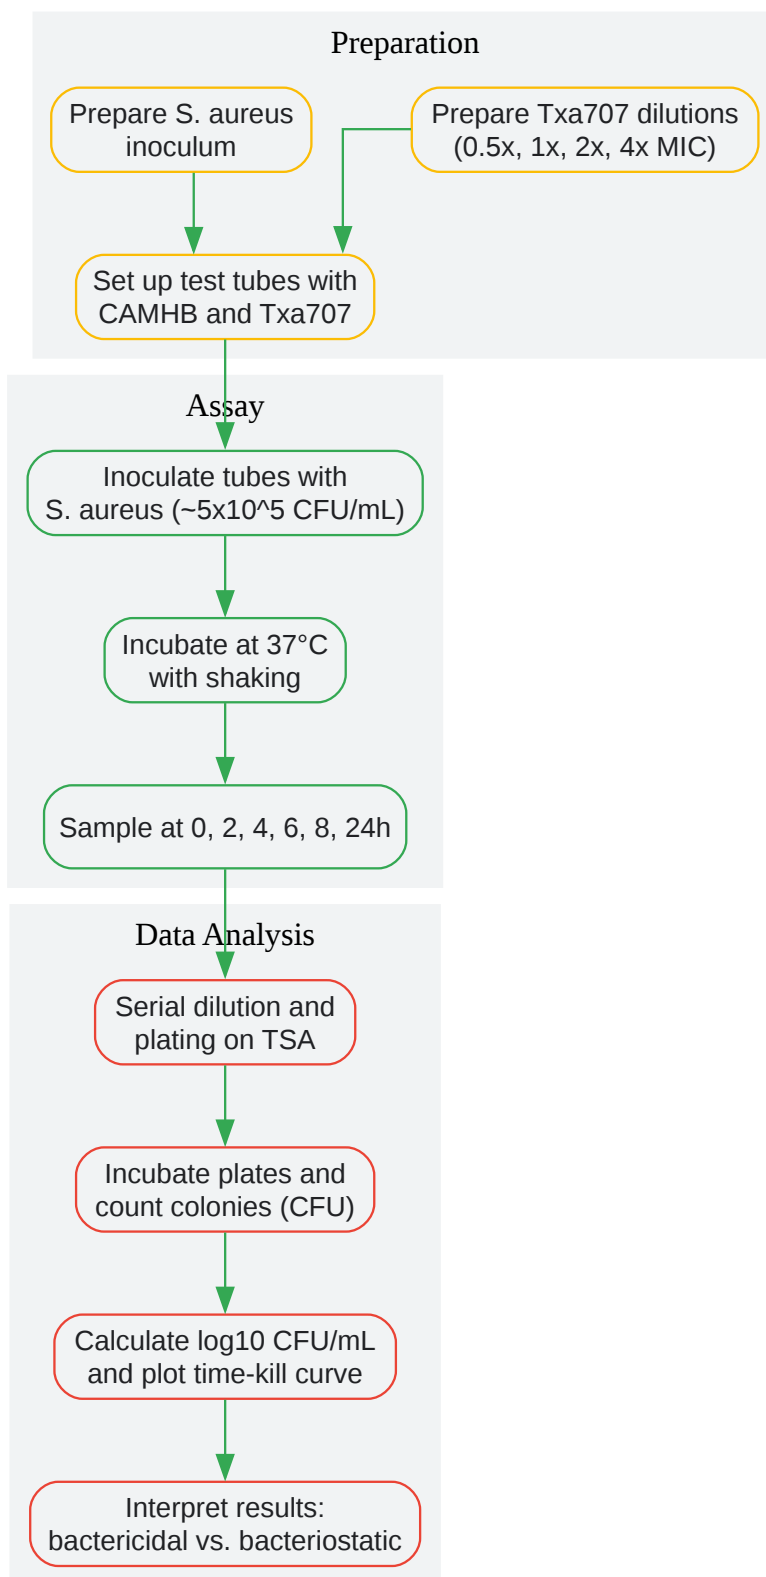 Preparation
Prepare S. aureus
inoculum
Prepare Txa707 dilutions
(0.5x, 1x, 2x, 4x MIC)
Set up test tubes with
CAMHB and Txa707
Assay
Inoculate tubes with
S. aureus (~5x10^5 CFU/mL)
Incubate at 37°C
with shaking
Sample at 0, 2, 4, 6, 8, 24h
Data Analysis
Serial dilution and
plating on TSA
Incubate plates and
count colonies (CFU)
Calculate log10 CFU/mL
and plot time-kill curve
Interpret results:
bactericidal vs. bacteriostatic